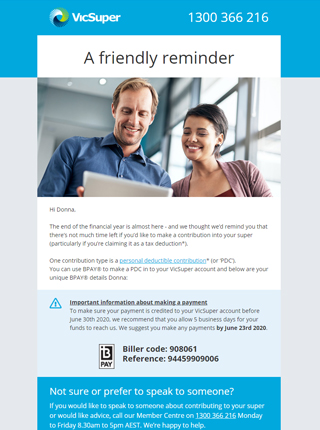 VicSuper 1300 366 216
A friendly reminder
Hi Donna,
The end of the financial year is almost here - and we thought we'd remind you that
there's not much time left if you'd like to make a contribution into your super
(particularly if you're claiming it as a tax deduction*).
One contribution type is a personal deductible contribution* (or 'PDC').
You can use BPAY® to make a PDC in to your VicSuper account and below are your
unique BPAY® details Donna:
Important information about making a payment
To make sure your payment is credited to your VicSuper account before
June 30th 2020, we recommend that you allow 5 business days for your
funds to reach us. We suggest you make any payments by June 23rd 2020.
B
PAY
Biller code: 908061
Reference: 94459909006
Not sure or prefer to speak to someone?
If you would like to speak to someone about contributing to your super
or would like advice, call our Member Centre on 1300 366 216 Monday
to Friday 8.30am to 5pm AEST. We're happy to help.